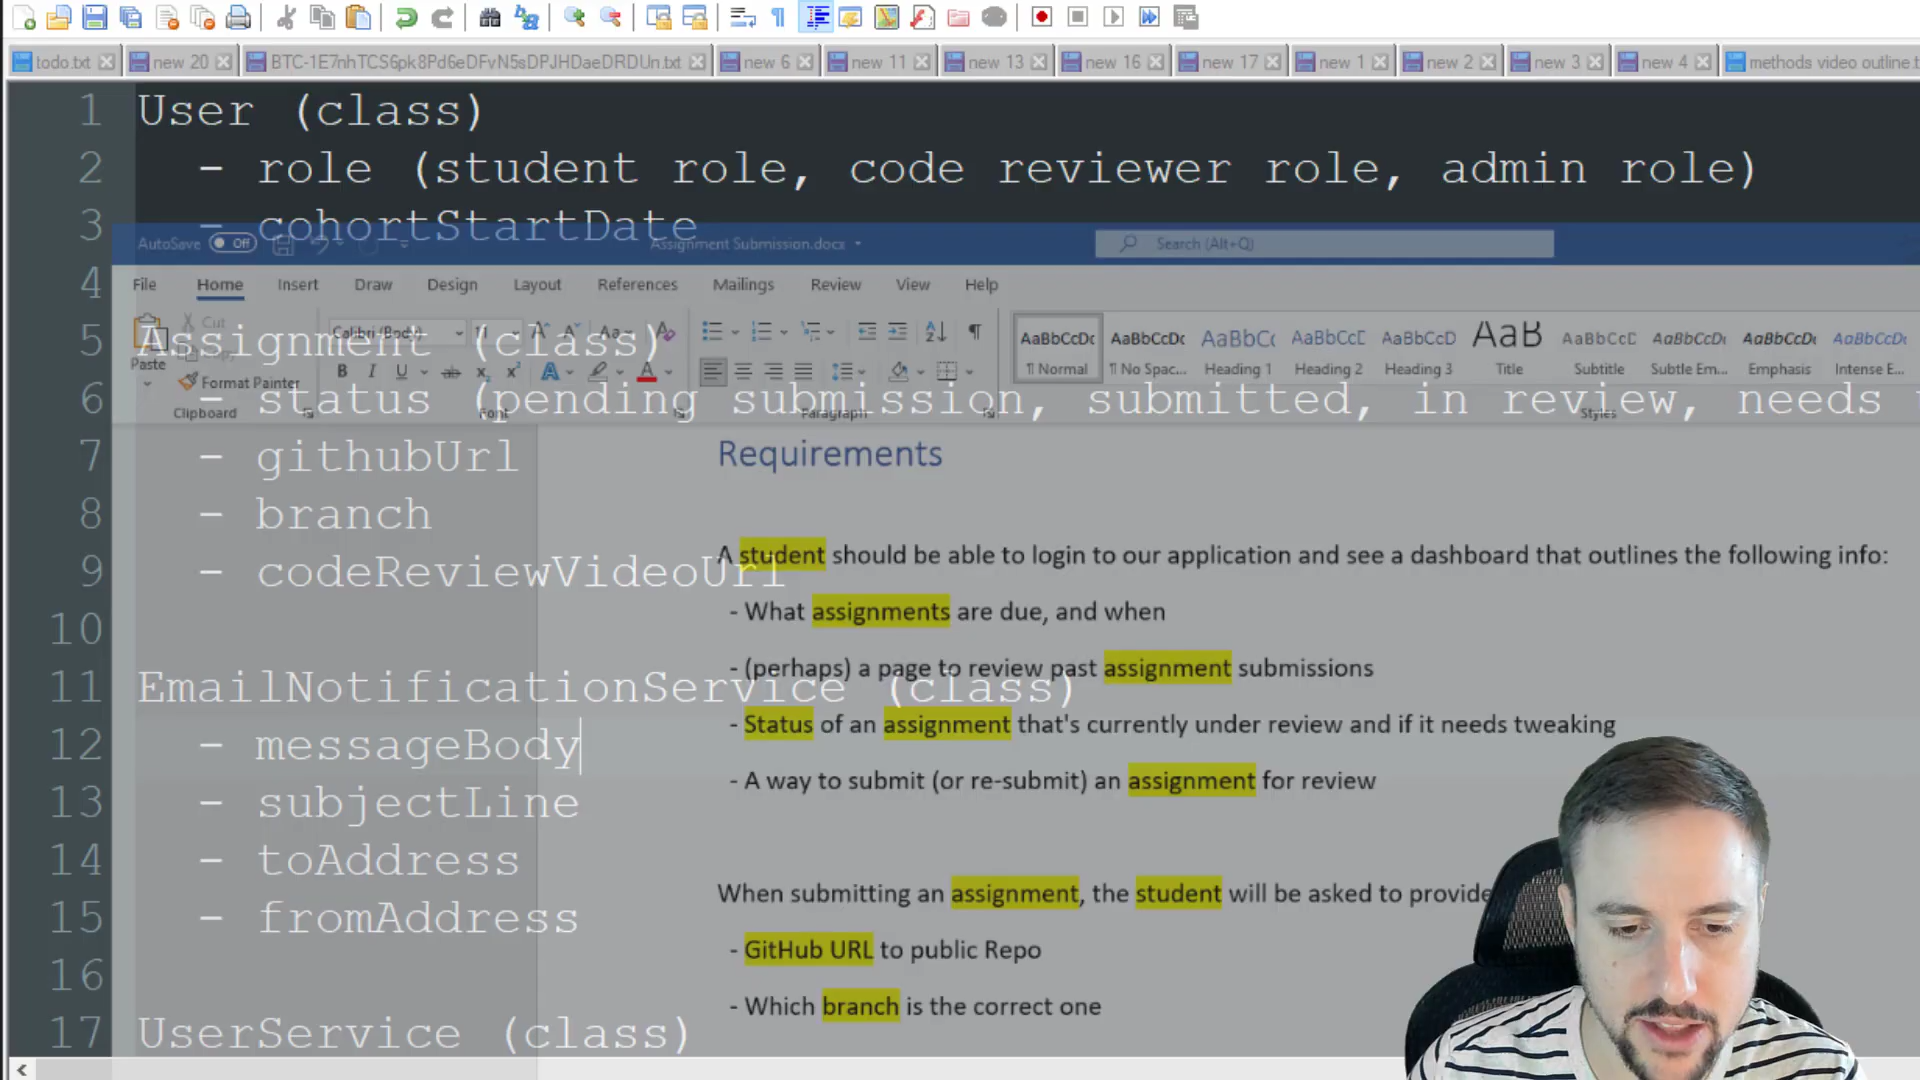 todo.txt new 20 BTC-1E7nhTCS6pk8Pd6eDFvN5sDPJHDaeDRDUn.txt new 6 new 11 new 13 new 16 new 17 new 1 new 2 new 3 new 4 methods video outline.t
1 User (class)
2 - role (student role, code reviewer role, admin role)
3 - cohortStartDate
4
5 Assignment (class)
6 - status (pending submission, submitted, in review, needs
7 - githubUrl
8 - branch
9 - codeReviewVideoUrl
10
11 EmailNotificationService (class)
12 - messageBody
13 - subjectLine
14 - toAddress
15 - fromAddress
16
17 UserService (class)
AutoSave Off Assignment Submission.docx Search (Alt+Q)
File Home Insert Draw Design Layout References Mailings Review View Help
Cut
Calibri (Body) 11
Paste
Format Painter
Clipboard Font Paragraph Styles
AaBbCcDc AaBbCcDc AaBbCc AaBbCcD AaBbCcD AaB AaBbCcD AaBbCcDi AaBbCcDi AaBbCcDi
¶ Normal ¶ No Spac... Heading 1 Heading 2 Heading 3 Title Subtitle Subtle Em... Emphasis Intense E...
Requirements
A student should be able to login to our application and see a dashboard that outlines the following info:
- What assignments are due, and when
- (perhaps) a page to review past assignment submissions
- Status of an assignment that's currently under review and if it needs tweaking
- A way to submit (or re-submit) an assignment for review
When submitting an assignment, the student will be asked to provide
- GitHub URL to public Repo
- Which branch is the correct one